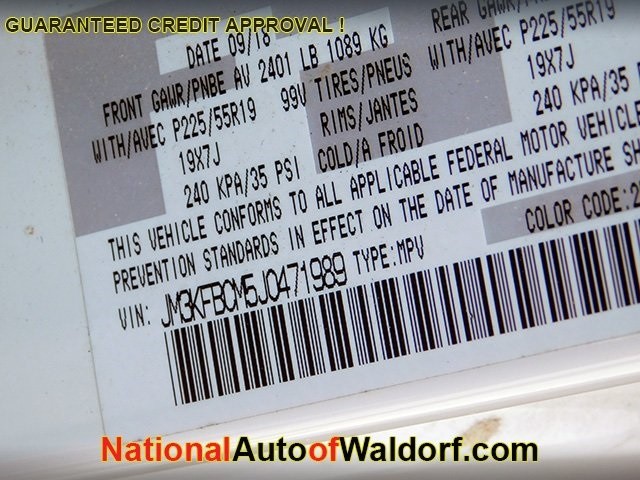 GUARANTEED CREDIT APPROVAL !
DATE 09/18
FRONT GAWR/PNBE AV 2401 LB 1089 KG
REAR GAWR/
WITH/AVEC P225/55R19 99V TIRES/PNEUS WITH/AVEC P225/55R19
19X7J RIMS/JANTES 19X7J
240 KPA/35 PSI COLD/A FROID 240 KPA/35 P
THIS VEHICLE CONFORMS TO ALL APPLICABLE FEDERAL MOTOR VEHICLE
PREVENTION STANDARDS IN EFFECT ON THE DATE OF MANUFACTURE SH
VIN: JM3KFBCM5J0471989 TYPE:MPV COLOR CODE:2
NationalAutoofWaldorf.com